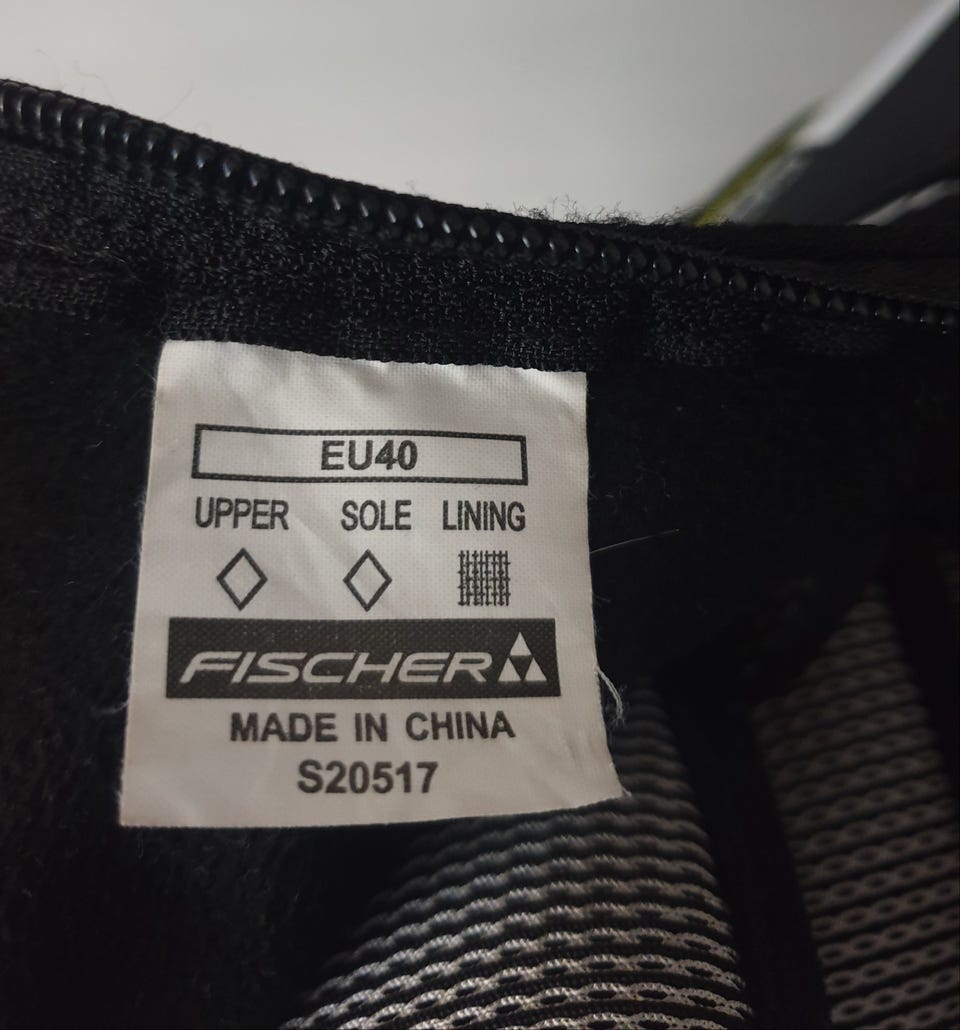 EU40
UPPER SOLE LINING
FISCHER
MADE IN CHINA
S20517